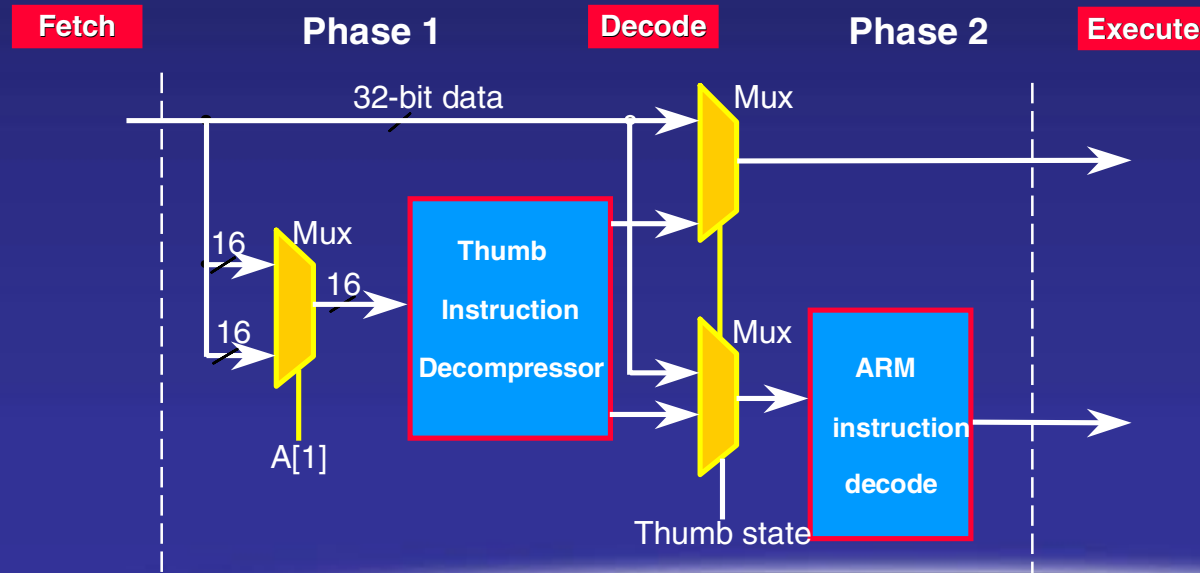 Fetch Phase 1 Decode Phase 2 Execute
32-bit data
Mux
16
Mux
16
16
Thumb
Instruction
Decompressor
Mux
ARM
instruction
decode
A[1]
Thumb state